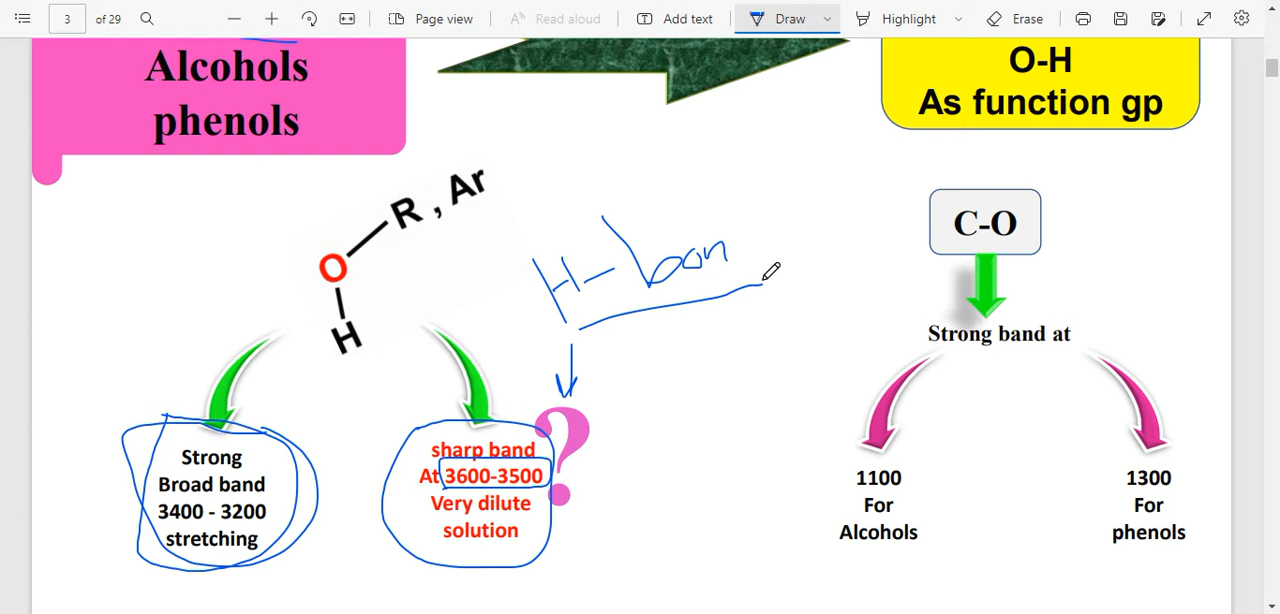 3 of 29 Page view Read aloud Add text Draw Highlight Erase
Alcohols
phenols
O-H
As function gp
O R , Ar
H
H-bon
C-O
Strong band at
Strong
Broad band
3400 - 3200
stretching
sharp band
At 3600-3500
Very dilute
solution
?
1100
For
Alcohols
1300
For
phenols